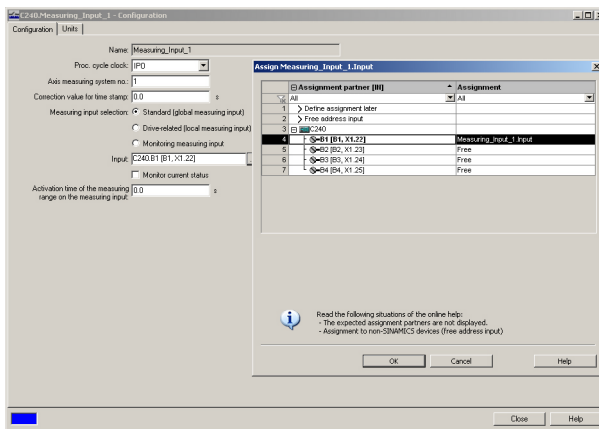 C240.Measuring_Input_1 - Configuration
Configuration Units
Name: Measuring_Input_1
Proc. cycle clock: IPO
Axis measuring system no.: 1
Correction value for time stamp: 0.0 s
Measuring input selection: Standard (global measuring input)
Drive-related (local measuring input)
Monitoring measuring input
Input: C240.B1 [B1, X1.22]
Monitor current status
Activation time of the measuring range on the measuring input: 0.0 s
Close Help
Assign Measuring_Input_1.Input
Assignment partner [III] Assignment
All All
1 Define assignment later
2 Free address input
3 C240
4 B1 [B1, X1.22] Measuring_Input_1.Input
5 B2 [B2, X1.23] Free
6 B3 [B3, X1.24] Free
7 B4 [B4, X1.25] Free
Read the following situations of the online help:
- The expected assignment partners are not displayed.
- Assignment to non-SINAMICS devices (free address input)
OK Cancel Help